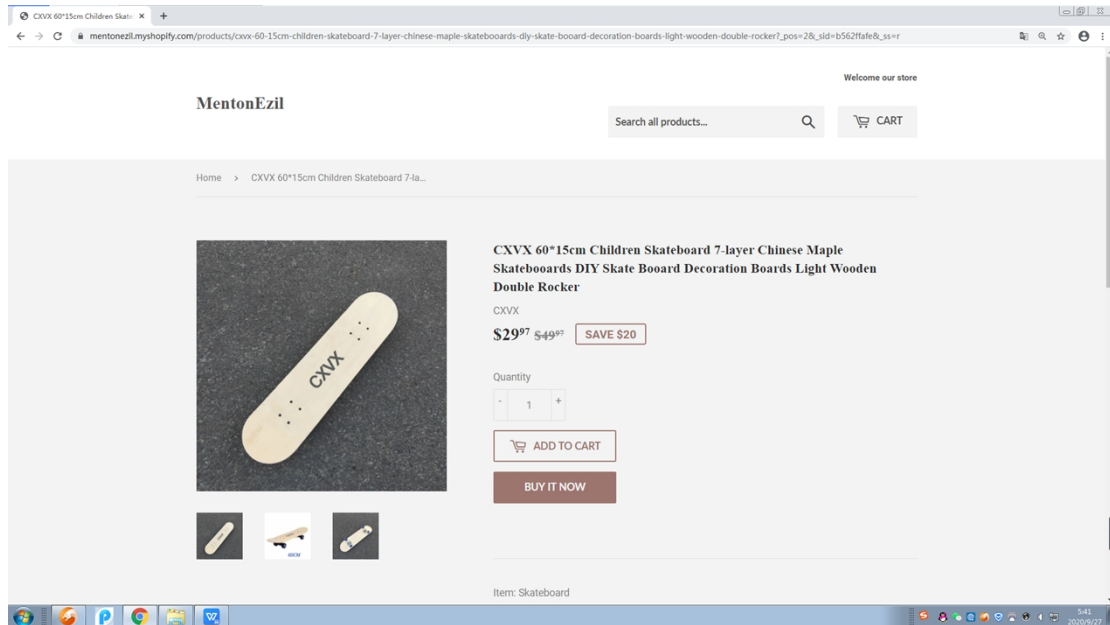 CXVX 60*15cm Children Skate
mentonezil.myshopify.com/products/cxvx-60-15cm-children-skateboard-7-layer-chinese-maple-skatebooards-diy-skate-booard-decoration-boards-light-wooden-double-rocker?_pos=2&_sid=b562ffafe&_ss=r
Welcome our store
MentonEzil
Search all products...
CART
Home › CXVX 60*15cm Children Skateboard 7-la...
CXVX 60*15cm Children Skateboard 7-layer Chinese Maple
Skatebooards DIY Skate Booard Decoration Boards Light Wooden
Double Rocker
CXVX
$29⁹⁷ $49⁹⁷ SAVE $20
Quantity
- 1 +
ADD TO CART
BUY IT NOW
CXVX
60CM
Item: Skateboard
5:41
2020/9/27